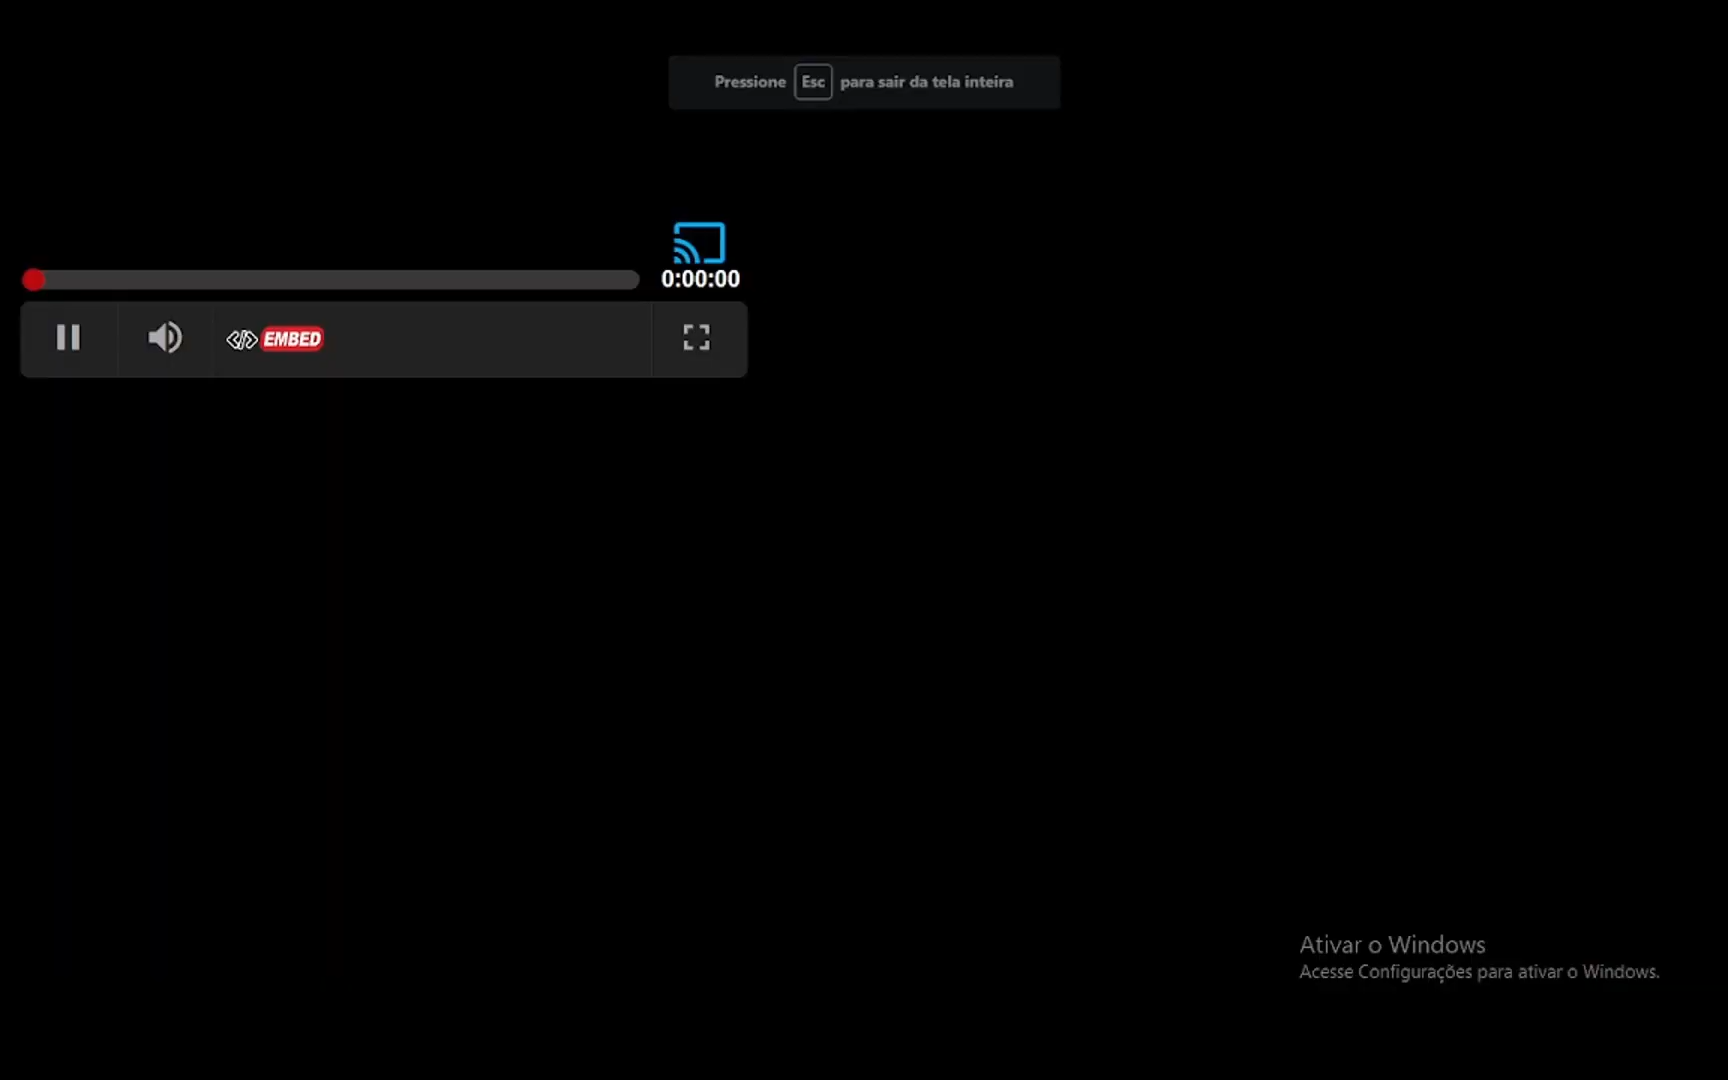 Pressione Esc para sair da tela inteira
0:00:00
</> EMBED
Ativar o Windows
Acesse Configurações para ativar o Windows.